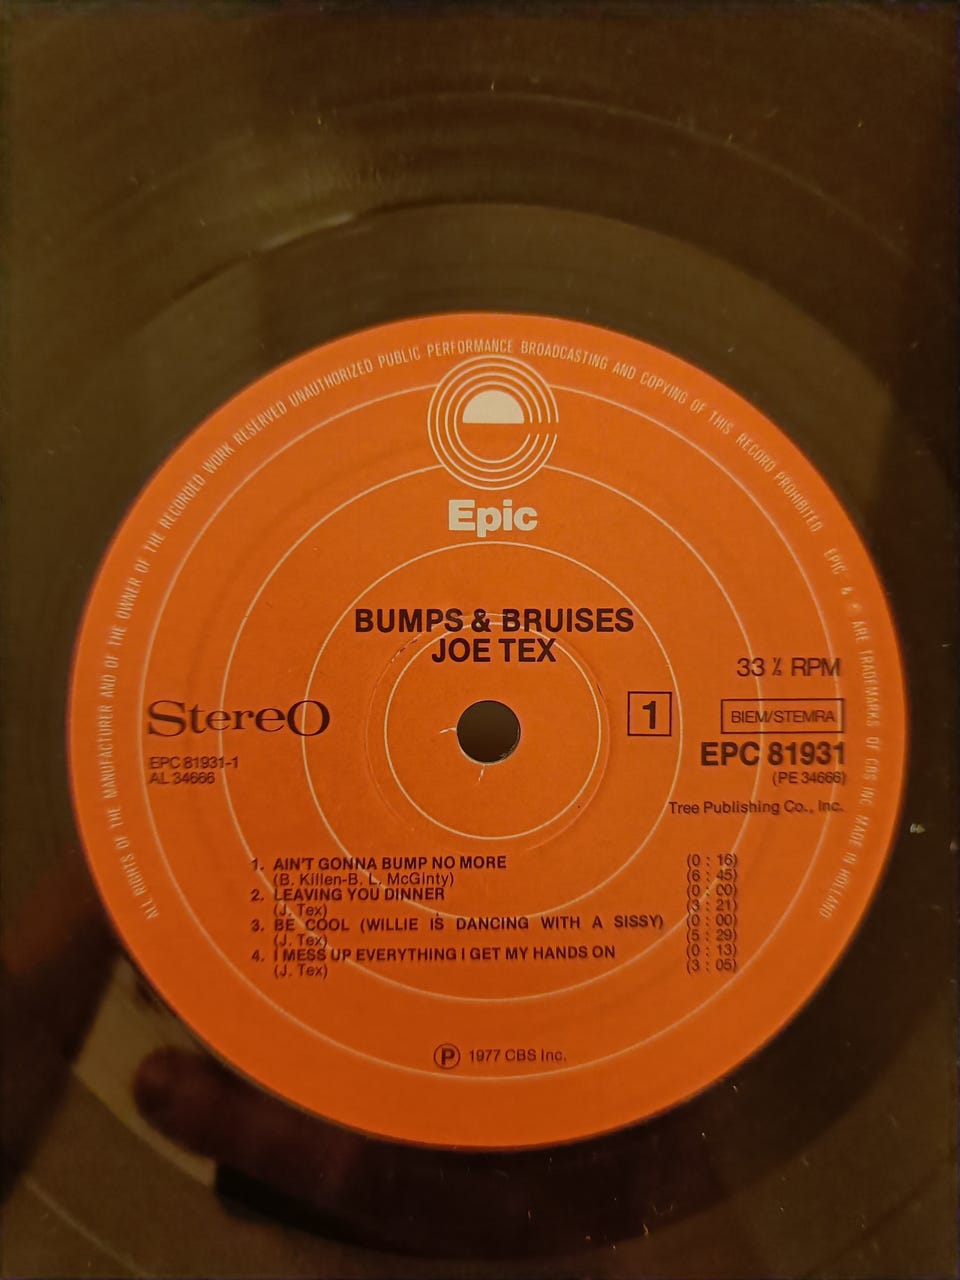 ALL RIGHTS OF THE MANUFACTURER AND OF THE OWNER OF THE RECORDED WORK RESERVED UNAUTHORIZED PUBLIC PERFORMANCE BROADCASTING AND COPYING OF THIS RECORD PROHIBITED EPIC & ARE TRADEMARKS OF CBS INC MADE IN HOLLAND
Epic
BUMPS & BRUISES
JOE TEX
33 ⅓ RPM
Stereo
1
BIEM/STEMRA
EPC 81931-1
AL 34666
EPC 81931
(PE 34666)
Tree Publishing Co., Inc.
1. AIN'T GONNA BUMP NO MORE (0 : 16)
(B. Killen-B. L. McGinty) (6 : 45)
2. LEAVING YOU DINNER (0 : 00)
(J. Tex) (3 : 21)
3. BE COOL (WILLIE IS DANCING WITH A SISSY) (0 : 00)
(J. Tex) (5 : 29)
4. I MESS UP EVERYTHING I GET MY HANDS ON (0 : 13)
(J. Tex) (3 : 05)
Ⓟ 1977 CBS Inc.